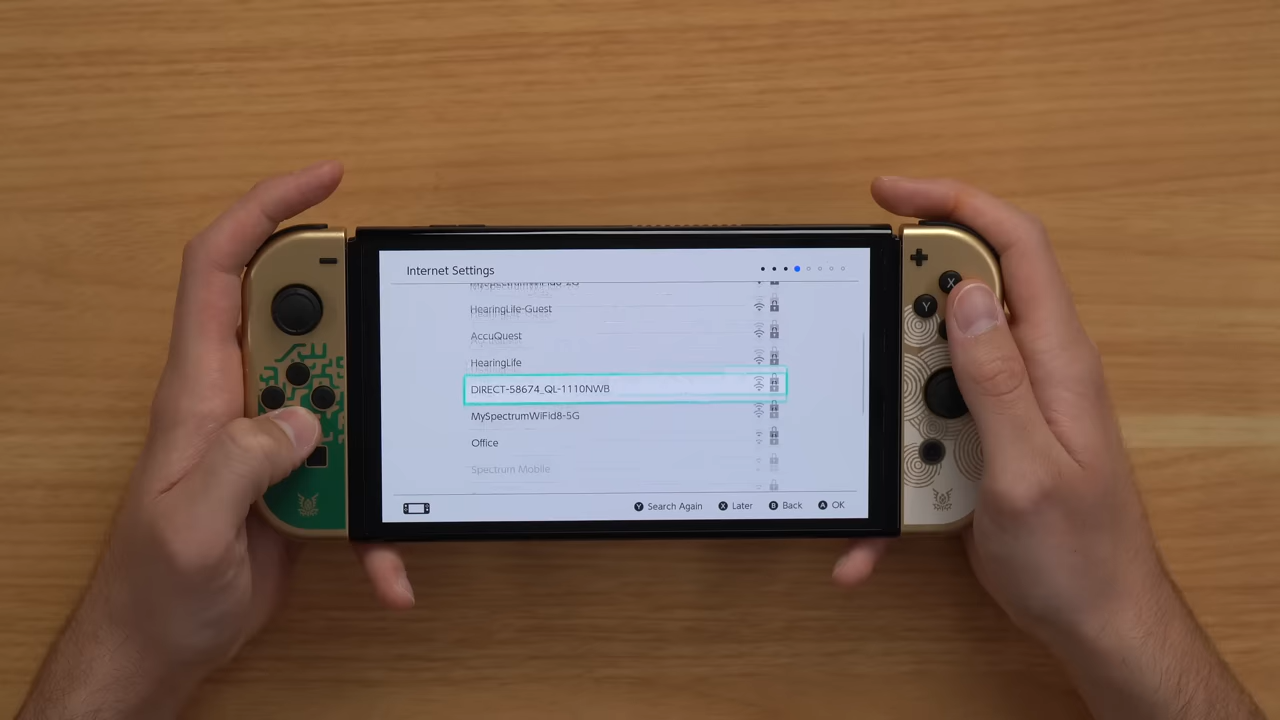 Internet Settings
HearingLife-Guest
AccuQuest
HearingLife
DIRECT-58674_QL-1110NWB
MySpectrumWiFid8-5G
Office
Spectrum Mobile
Y Search Again X Later B Back A OK
X
Y